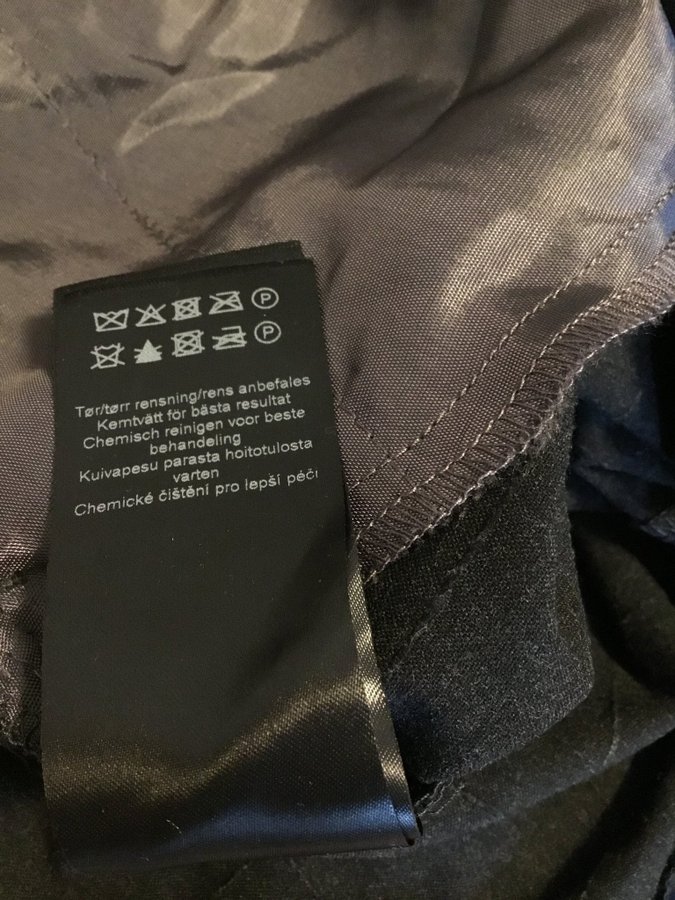 P
P
Tør/tørr rensning/rens anbefales
Kemtvätt för bästa resultat
Chemisch reinigen voor beste
behandeling
Kuivapesu parasta hoitotulosta
varten
Chemické čištění pro lepší péči